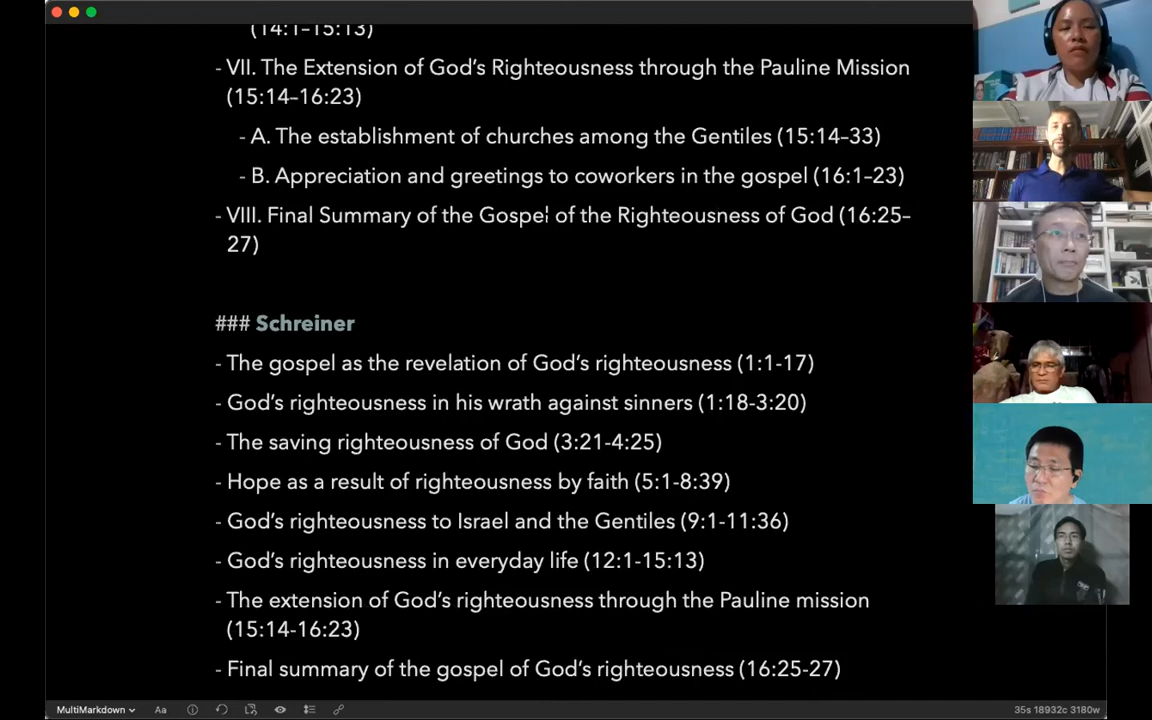 (14:1–15:13)
- VII. The Extension of God's Righteousness through the Pauline Mission
(15:14–16:23)
- A. The establishment of churches among the Gentiles (15:14–33)
- B. Appreciation and greetings to coworkers in the gospel (16:1–23)
- VIII. Final Summary of the Gospel of the Righteousness of God (16:25–
27)
### Schreiner
- The gospel as the revelation of God's righteousness (1:1-17)
- God's righteousness in his wrath against sinners (1:18-3:20)
- The saving righteousness of God (3:21-4:25)
- Hope as a result of righteousness by faith (5:1-8:39)
- God's righteousness to Israel and the Gentiles (9:1-11:36)
- God's righteousness in everyday life (12:1-15:13)
- The extension of God's righteousness through the Pauline mission
(15:14-16:23)
- Final summary of the gospel of God's righteousness (16:25-27)
MultiMarkdown Aa 35s 18932c 3180w